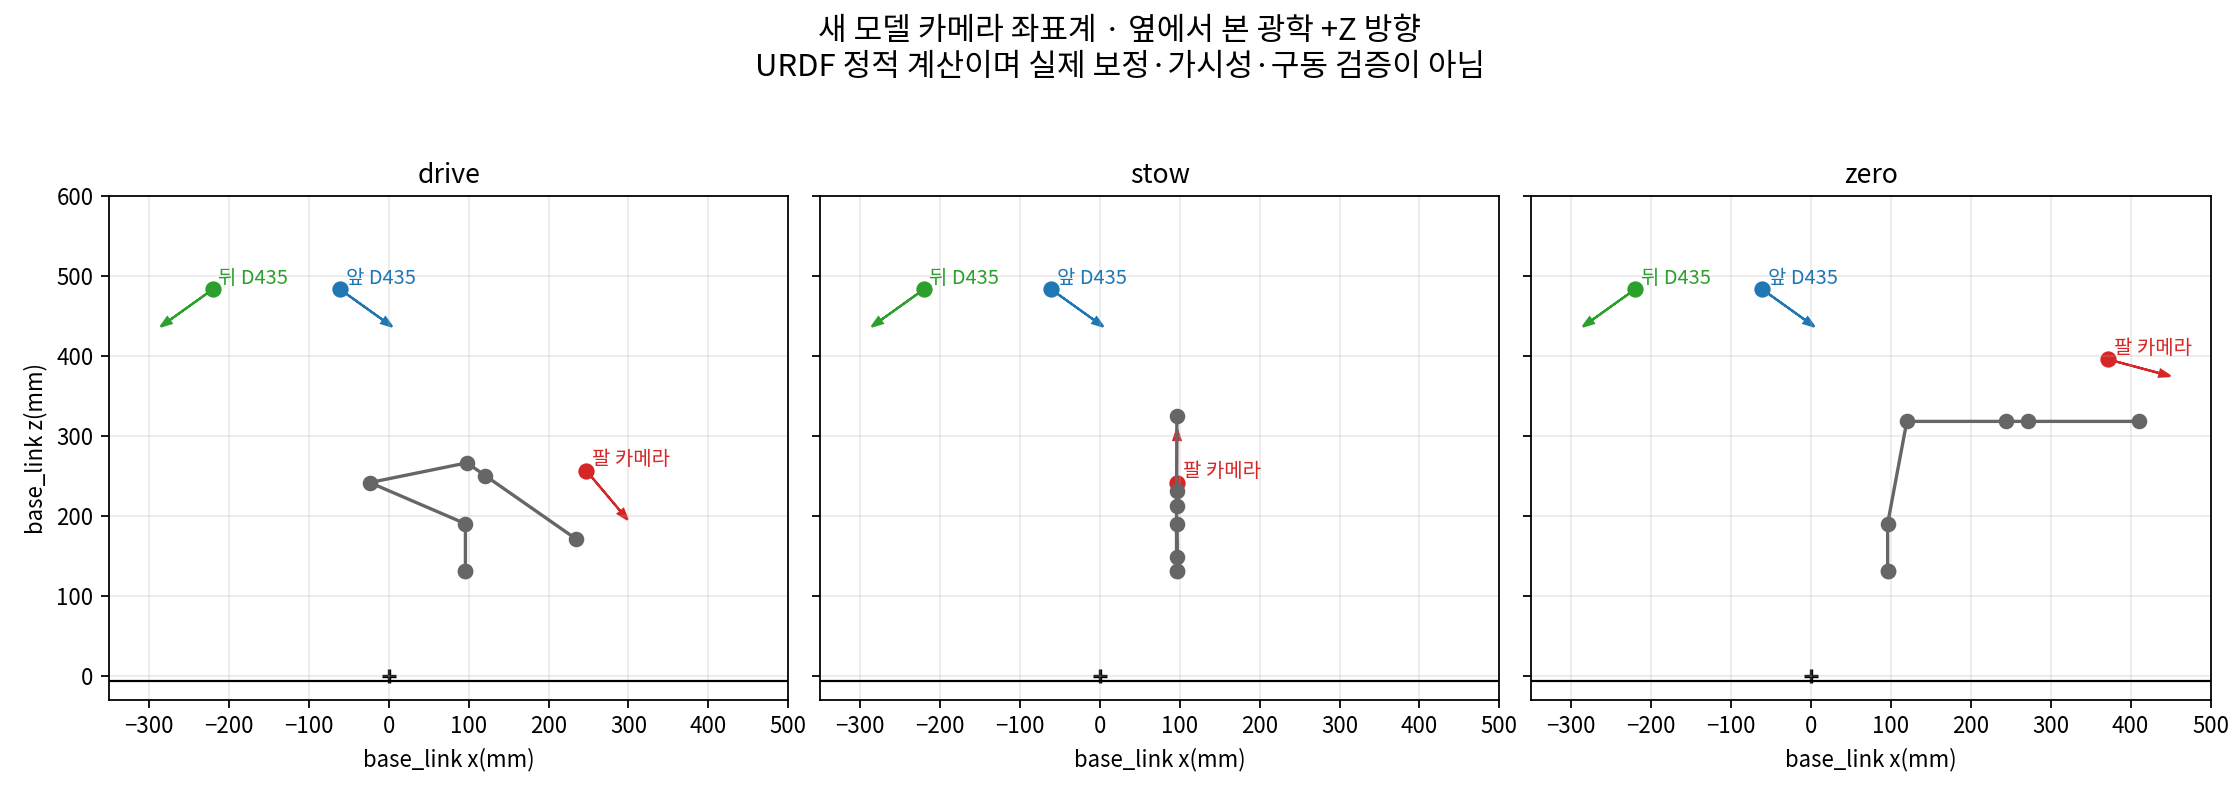 새 모델 카메라 좌표계 · 옆에서 본 광학 +Z 방향
URDF 정적 계산이며 실제 보정·가시성·구동 검증이 아님
drive
600
500
400
300
200
100
0
base_link z(mm)
뒤 D435
앞 D435
팔 카메라
−300 −200 −100 0 100 200 300 400 500
base_link x(mm)
stow
뒤 D435
앞 D435
팔 카메라
−300 −200 −100 0 100 200 300 400 500
base_link x(mm)
zero
뒤 D435
앞 D435
팔 카메라
−300 −200 −100 0 100 200 300 400 500
base_link x(mm)